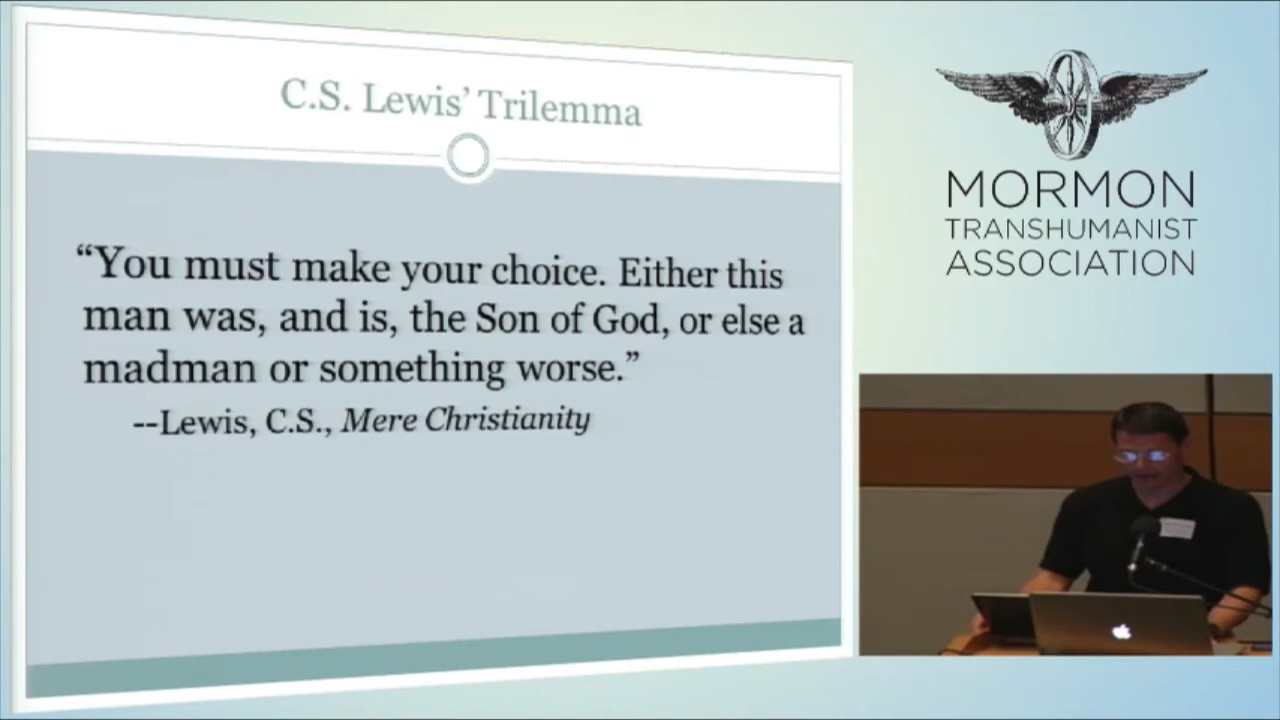 C.S. Lewis’ Trilemma
“You must make your choice. Either this
man was, and is, the Son of God, or else a
madman or something worse.”
--Lewis, C.S., Mere Christianity
MORMON
TRANSHUMANIST
ASSOCIATION